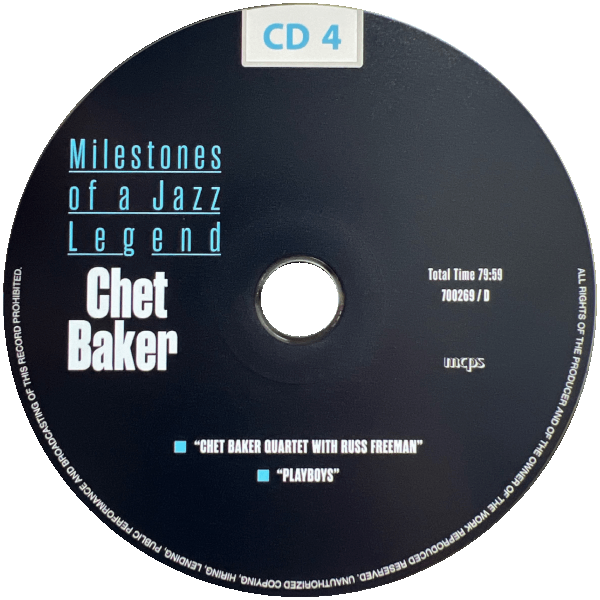 CD 4
Milestones
of a Jazz
Legend
Chet
Baker
Total Time 79:59
700269 / D
mcps
"CHET BAKER QUARTET WITH RUSS FREEMAN"
"PLAYBOYS"
ALL RIGHTS OF THE PRODUCER AND OF THE OWNER OF THE WORK REPRODUCED RESERVED. UNAUTHORIZED COPYING, HIRING, LENDING, PUBLIC PERFORMANCE AND BROADCASTING OF THIS RECORD PROHIBITED.